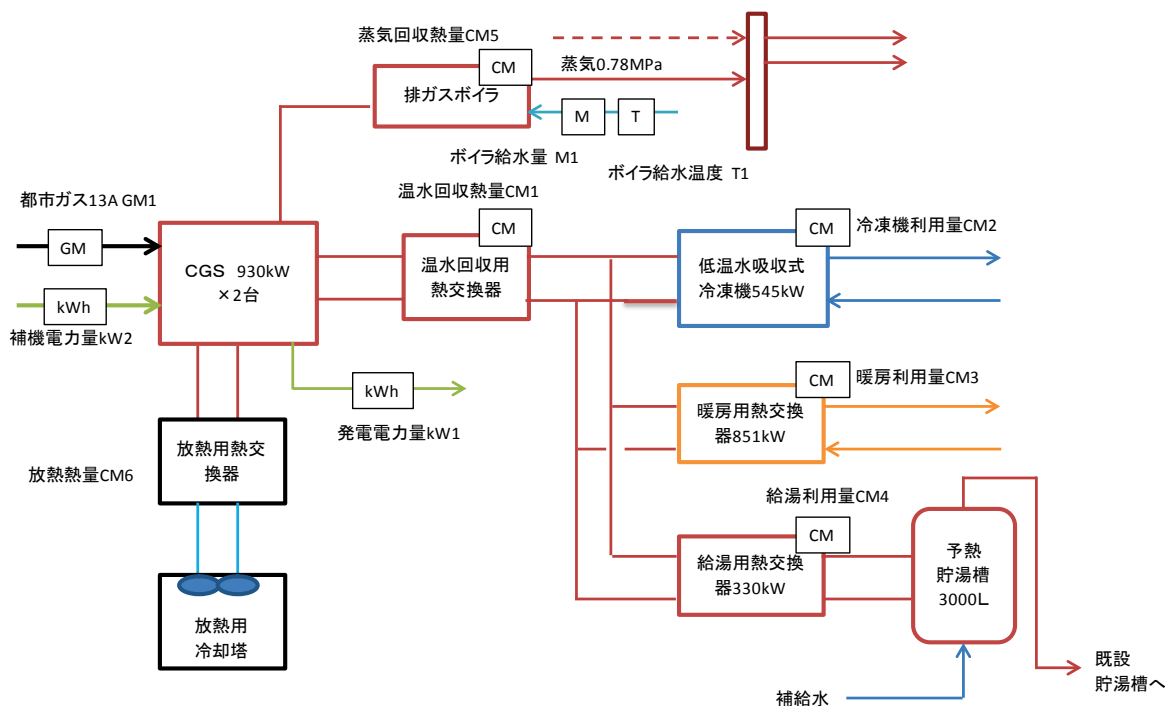 蒸気回収熱量CM5
CM
蒸気0.78MPa
排ガスボイラ
M
T
ボイラ給水量 M1
ボイラ給水温度 T1
都市ガス13A GM1
温水回収熱量CM1
GM
CM
CM
冷凍機利用量CM2
CGS 930kW
×2台
温水回収用
熱交換器
低温水吸収式
冷凍機545kW
kWh
補機電力量kW2
CM
暖房利用量CM3
kWh
発電電力量kW1
暖房用熱交換
器851kW
放熱熱量CM6
放熱用熱交
換器
給湯利用量CM4
CM
給湯用熱交換
器330kW
予熱
貯湯槽
3000L
放熱用
冷却塔
補給水
既設
貯湯槽へ